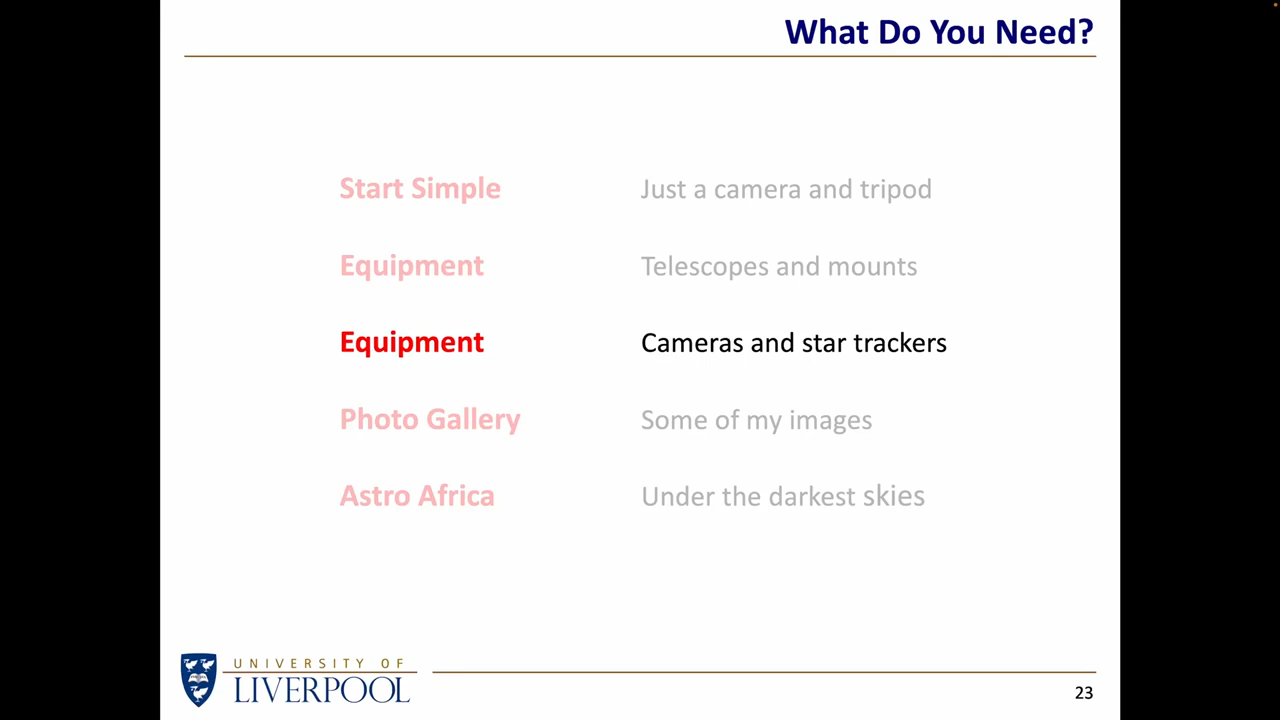 What Do You Need?
Start Simple Just a camera and tripod
Equipment Telescopes and mounts
Equipment Cameras and star trackers
Photo Gallery Some of my images
Astro Africa Under the darkest skies
UNIVERSITY OF
LIVERPOOL
23